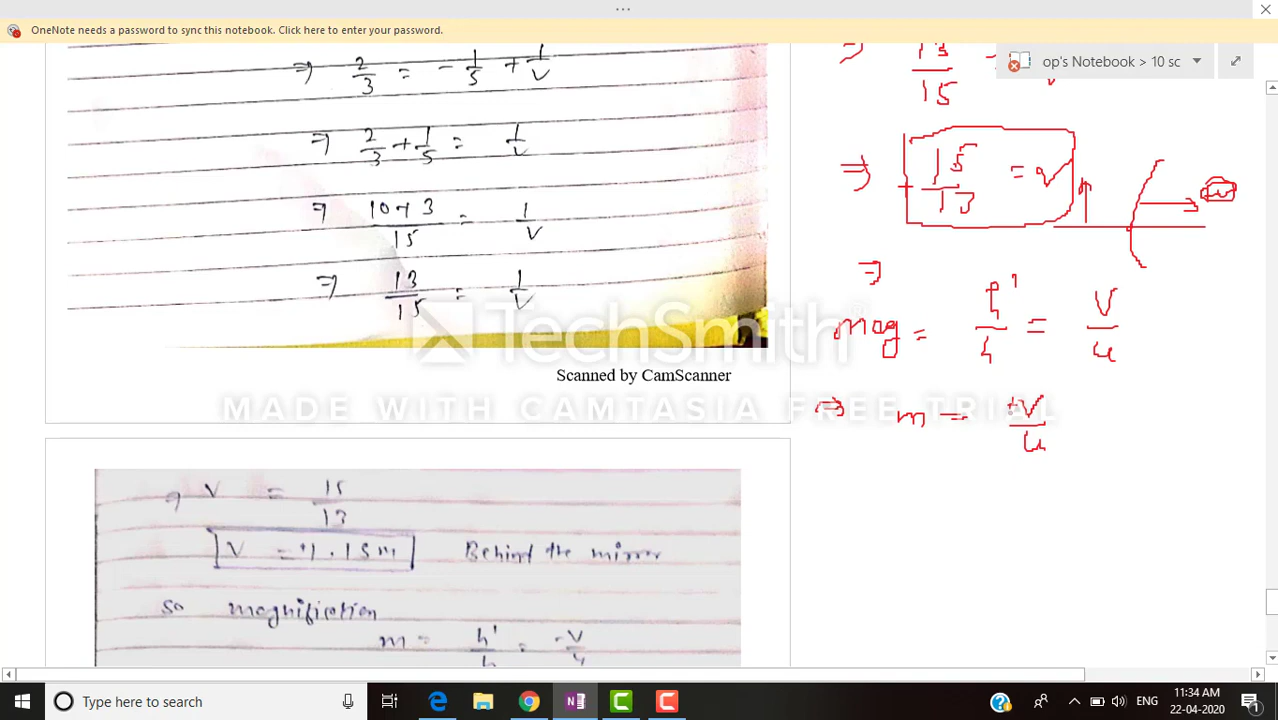 OneNote needs a password to sync this notebook. Click here to enter your password.
op's Notebook > 10 sc
⇒ 2/3 = - 1/5 + 1/V
⇒ 2/3 + 1/5 = 1/V
⇒ 10+3/15 = 1/V
⇒ 13/15 = 1/V
Scanned by CamScanner
⇒ V = 15/13
V = +1.15m Behind the mirror
so magnification
m = h'/h = -V/u
⇒ 13/15
⇒ + 15/13 = V
⇒
mag = h'/h = V/u
⇒ m = +V/u
TechSmith
MADE WITH CAMTASIA FREE TRIAL
Type here to search
ENG
11:34 AM
22-04-2020
1